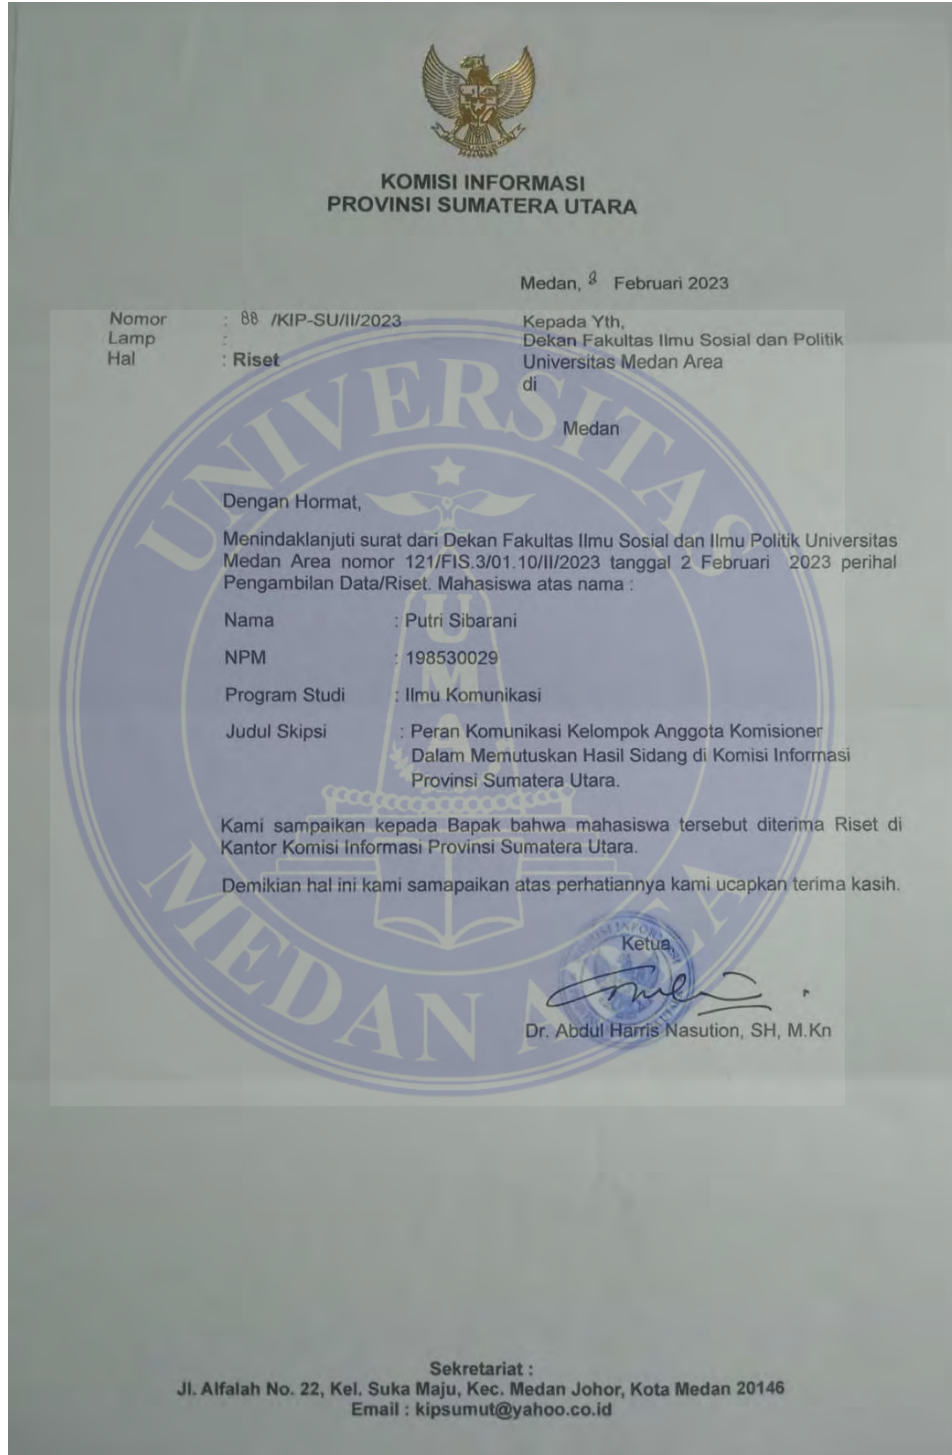 KOMISI INFORMASI
PROVINSI SUMATERA UTARA
Medan, 8 Februari 2023
Nomor : 88 /KIP-SU/II/2023
Lamp :
Hal : Riset
Kepada Yth,
Dekan Fakultas Ilmu Sosial dan Politik
Universitas Medan Area
di
Medan
Dengan Hormat,
Menindaklanjuti surat dari Dekan Fakultas Ilmu Sosial dan Ilmu Politik Universitas
Medan Area nomor 121/FIS.3/01.10/II/2023 tanggal 2 Februari 2023 perihal
Pengambilan Data/Riset. Mahasiswa atas nama :
Nama : Putri Sibarani
NPM : 198530029
Program Studi : Ilmu Komunikasi
Judul Skipsi : Peran Komunikasi Kelompok Anggota Komisioner
Dalam Memutuskan Hasil Sidang di Komisi Informasi
Provinsi Sumatera Utara.
Kami sampaikan kepada Bapak bahwa mahasiswa tersebut diterima Riset di
Kantor Komisi Informasi Provinsi Sumatera Utara.
Demikian hal ini kami samapaikan atas perhatiannya kami ucapkan terima kasih.
Ketua,
Dr. Abdul Harris Nasution, SH, M.Kn
UNIVERSITAS
UMA
MEDAN AREA
Sekretariat :
Jl. Alfalah No. 22, Kel. Suka Maju, Kec. Medan Johor, Kota Medan 20146
Email : kipsumut@yahoo.co.id